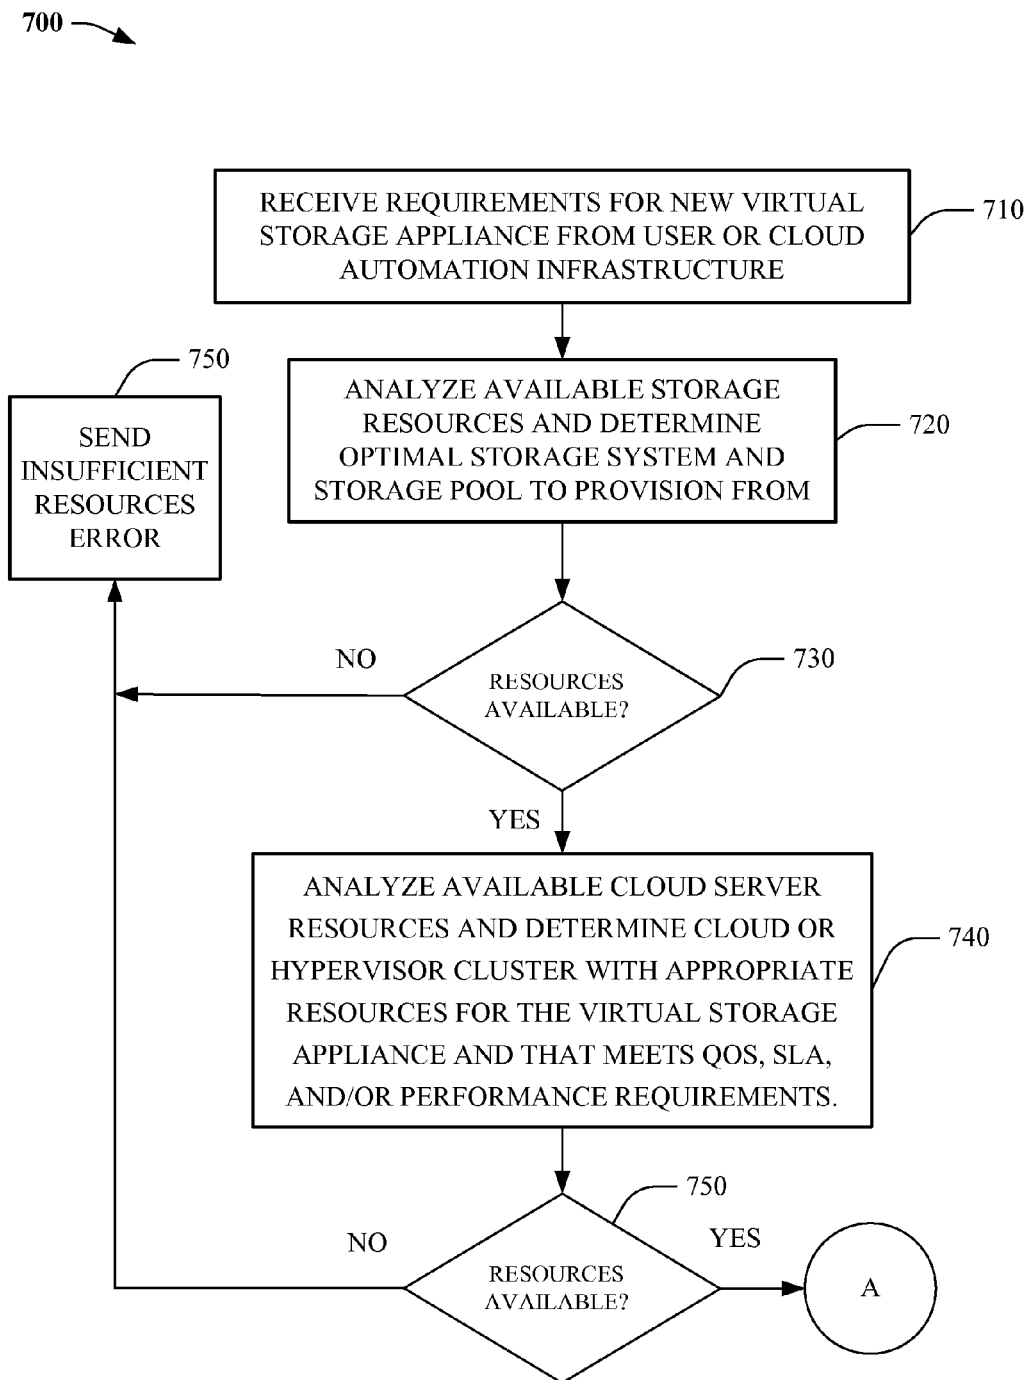 700
RECEIVE REQUIREMENTS FOR NEW VIRTUAL
STORAGE APPLIANCE FROM USER OR CLOUD
AUTOMATION INFRASTRUCTURE
710
750
SEND
INSUFFICIENT
RESOURCES
ERROR
ANALYZE AVAILABLE STORAGE
RESOURCES AND DETERMINE
OPTIMAL STORAGE SYSTEM AND
STORAGE POOL TO PROVISION FROM
720
NO
RESOURCES
AVAILABLE?
730
YES
ANALYZE AVAILABLE CLOUD SERVER
RESOURCES AND DETERMINE CLOUD OR
HYPERVISOR CLUSTER WITH APPROPRIATE
RESOURCES FOR THE VIRTUAL STORAGE
APPLIANCE AND THAT MEETS QOS, SLA,
AND/OR PERFORMANCE REQUIREMENTS.
740
750
NO
RESOURCES
AVAILABLE?
YES
A